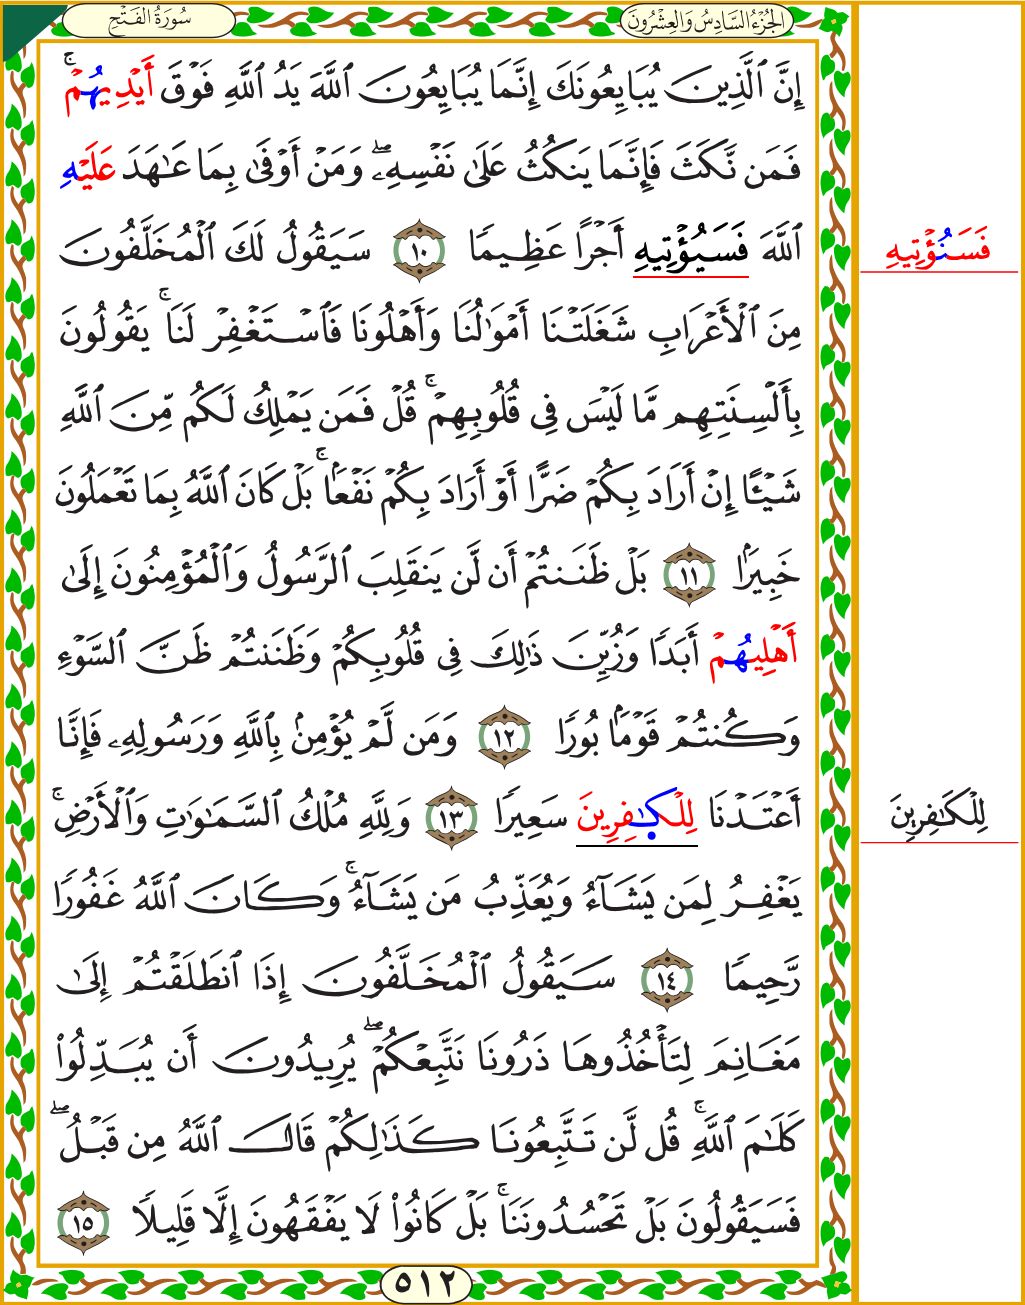 سُورَةُ الفَتْحِ
الجُزْءُ السَّادِسُ وَالعِشْرُونَ
إِنَّ ٱلَّذِينَ يُبَايِعُونَكَ إِنَّمَا يُبَايِعُونَ ٱللَّهَ يَدُ ٱللَّهِ فَوْقَ أَيْدِيهُمْۚ
فَمَن نَّكَثَ فَإِنَّمَا يَنكُثُ عَلَىٰ نَفْسِهِۦۖ وَمَنْ أَوْفَىٰ بِمَا عَـٰهَدَ عَلَيْهِ
ٱللَّهَ فَسَيُؤْتِيهِ أَجْرًا عَظِيمًا ١٠ سَيَقُولُ لَكَ ٱلْمُخَلَّفُونَ
فَسَنُؤْتِيهِ
مِنَ ٱلْأَعْرَابِ شَغَلَتْنَا أَمْوَٰلُنَا وَأَهْلُونَا فَٱسْتَغْفِرْ لَنَاۚ يَقُولُونَ
بِأَلْسِنَتِهِم مَّا لَيْسَ فِى قُلُوبِهِمْۚ قُلْ فَمَن يَمْلِكُ لَكُم مِّنَ ٱللَّهِ
شَيْـًٔا إِنْ أَرَادَ بِكُمْ ضَرًّا أَوْ أَرَادَ بِكُمْ نَفْعَۢاۚ بَلْ كَانَ ٱللَّهُ بِمَا تَعْمَلُونَ
خَبِيرَۢا ١١ بَلْ ظَنَنتُمْ أَن لَّن يَنقَلِبَ ٱلرَّسُولُ وَٱلْمُؤْمِنُونَ إِلَىٰ
أَهْلِيهُمْ أَبَدًا وَزُيِّنَ ذَٰلِكَ فِى قُلُوبِكُمْ وَظَنَنتُمْ ظَنَّ ٱلسَّوْءِ
وَكُنتُمْ قَوْمَۢا بُورًا ١٢ وَمَن لَّمْ يُؤْمِنۢ بِٱللَّهِ وَرَسُولِهِۦ فَإِنَّا
أَعْتَدْنَا لِلْكَـٰفِرِينَ سَعِيرًا ١٣ وَلِلَّهِ مُلْكُ ٱلسَّمَـٰوَٰتِ وَٱلْأَرْضِۚ
لِلْكَـٰفِرِينَ
يَغْفِرُ لِمَن يَشَآءُ وَيُعَذِّبُ مَن يَشَآءُۚ وَكَانَ ٱللَّهُ غَفُورًا
رَّحِيمًا ١٤ سَيَقُولُ ٱلْمُخَلَّفُونَ إِذَا ٱنطَلَقْتُمْ إِلَىٰ
مَغَانِمَ لِتَأْخُذُوهَا ذَرُونَا نَتَّبِعْكُمْۖ يُرِيدُونَ أَن يُبَدِّلُوا۟
كَلَـٰمَ ٱللَّهِۚ قُل لَّن تَتَّبِعُونَا كَذَٰلِكُمْ قَالَ ٱللَّهُ مِن قَبْلُۖ
فَسَيَقُولُونَ بَلْ تَحْسُدُونَنَاۚ بَلْ كَانُوا۟ لَا يَفْقَهُونَ إِلَّا قَلِيلًا ١٥
٥١٢